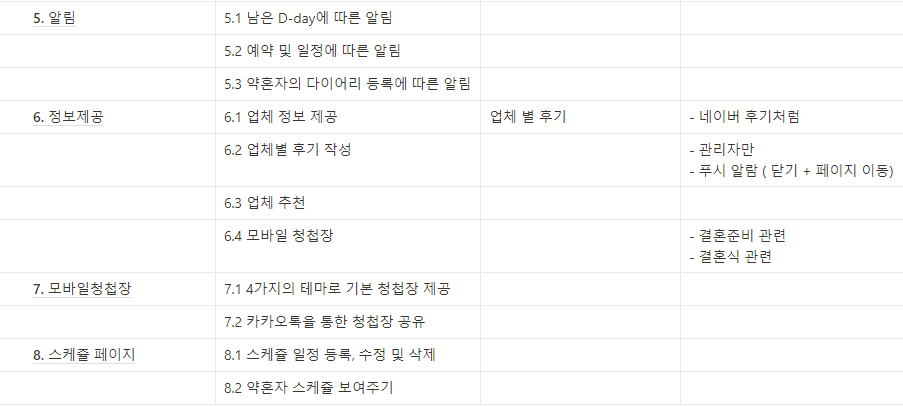 5. 알림 5.1 남은 D-day에 따른 알림
5.2 예약 및 일정에 따른 알림
5.3 약혼자의 다이어리 등록에 따른 알림
6. 정보제공 6.1 업체 정보 제공 업체 별 후기 - 네이버 후기처럼
6.2 업체별 후기 작성 - 관리자만
- 푸시 알람 ( 닫기 + 페이지 이동)
6.3 업체 추천
6.4 모바일 청첩장 - 결혼준비 관련
- 결혼식 관련
7. 모바일청첩장 7.1 4가지의 테마로 기본 청첩장 제공
7.2 카카오톡을 통한 청첩장 공유
8. 스케쥴 페이지 8.1 스케쥴 일정 등록, 수정 및 삭제
8.2 약혼자 스케쥴 보여주기